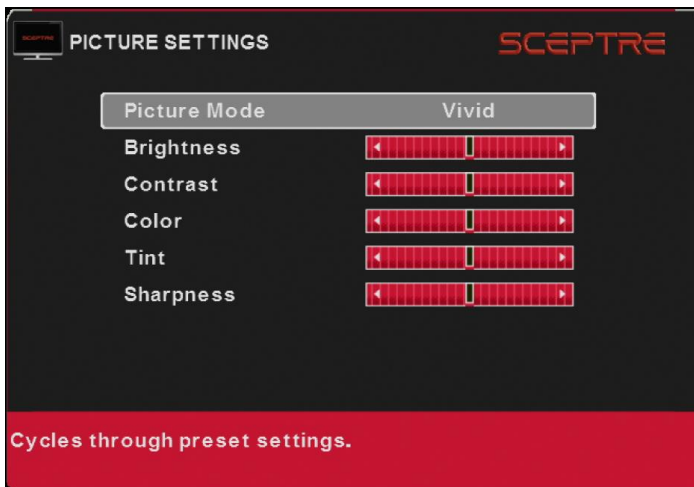 SCEPTRE
PICTURE SETTINGS
SCEPTRE
Picture Mode Vivid
Brightness
Contrast
Color
Tint
Sharpness
Cycles through preset settings.